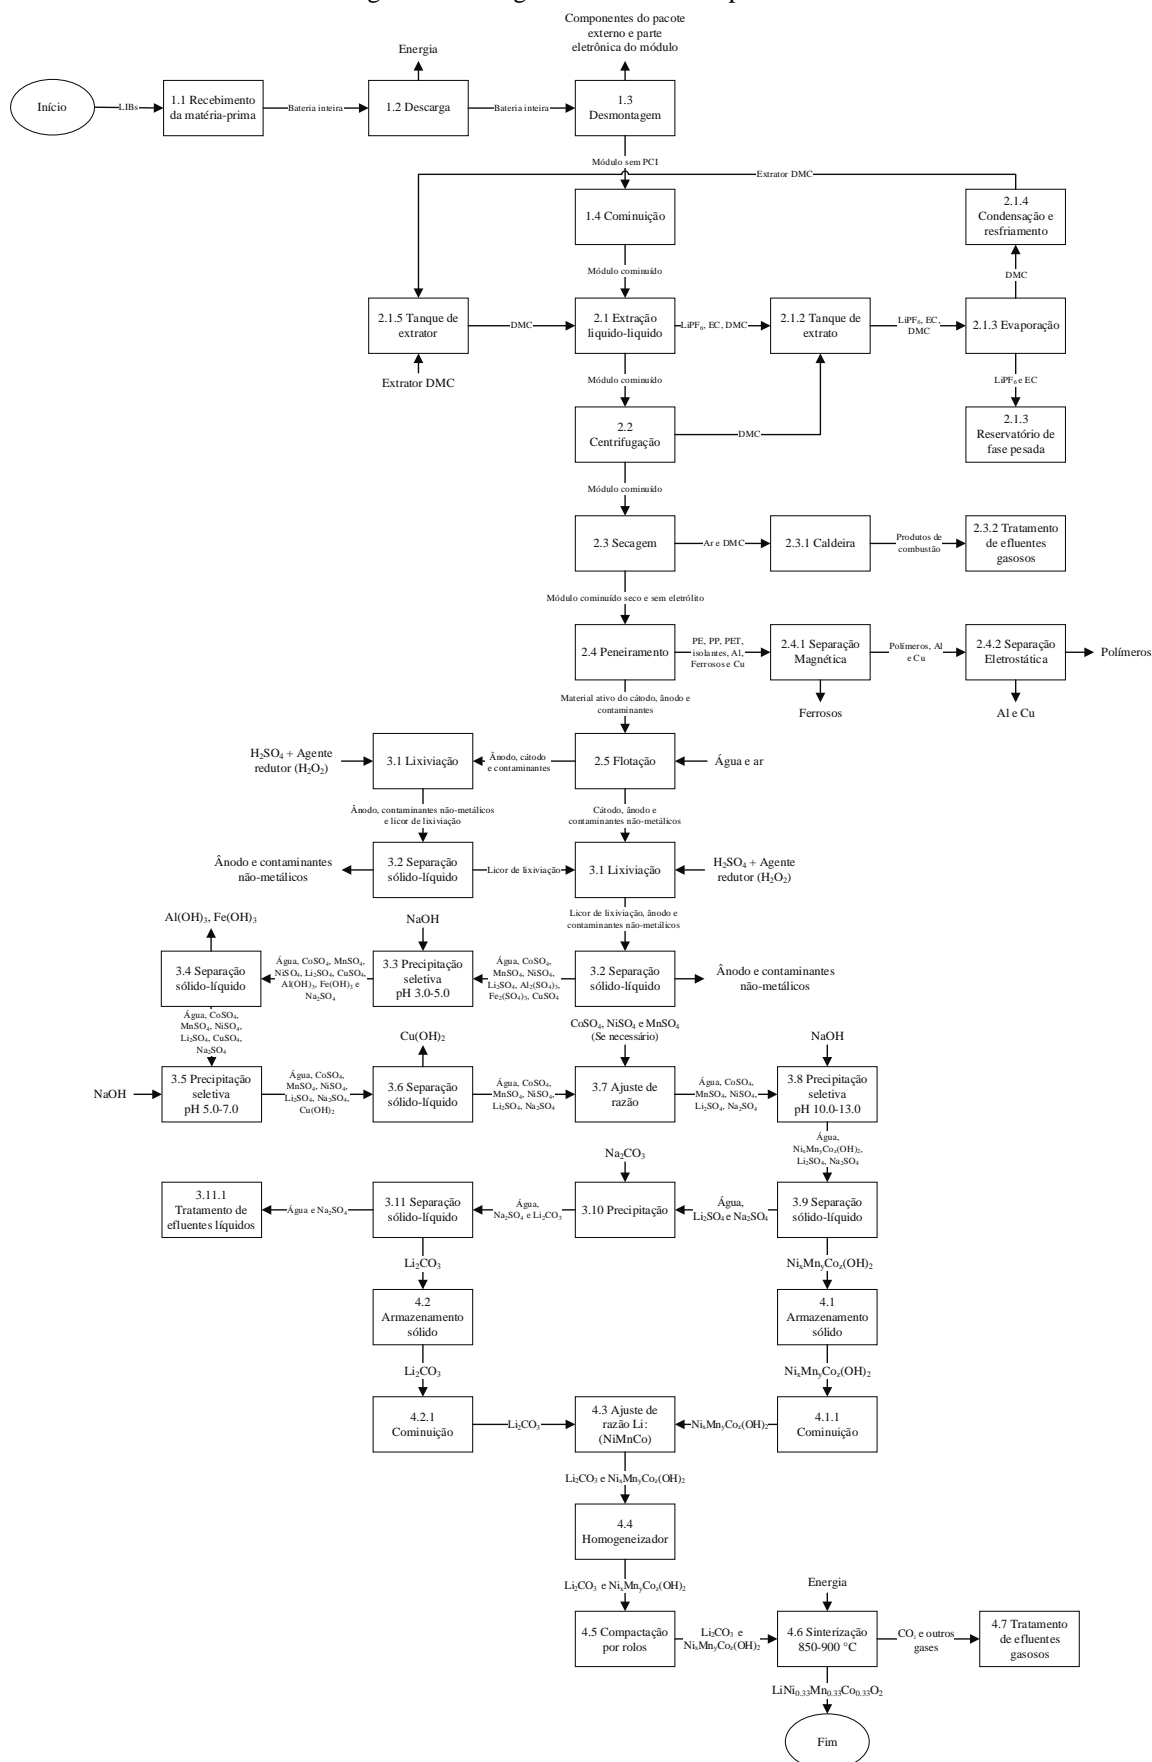 Componentes do pacote
externo e parte
eletrônica do módulo
Energia
Início
LIBs
1.1 Recebimento
da matéria-prima
Bateria inteira
1.2 Descarga
Bateria inteira
1.3
Desmontagem
Módulo sem PCI
Extrator DMC
1.4 Cominuição
2.1.4
Condensação e
resfriamento
Módulo cominuído
DMC
2.1.5 Tanque de
extrator
DMC
2.1 Extração
liquido-liquido
LiPF₆, EC, DMC
2.1.2 Tanque de
extrato
LiPF₆, EC,
DMC
2.1.3 Evaporação
Extrator DMC
Módulo cominuído
LiPF₆ e EC
2.2
Centrifugação
DMC
2.1.3
Reservatório de
fase pesada
Módulo cominuído
2.3 Secagem
Ar e DMC
2.3.1 Caldeira
Produtos de
combustão
2.3.2 Tratamento
de efluentes
gasosos
Módulo cominuído seco e sem eletrólito
2.4 Peneiramento
PE, PP, PET,
isolantes, Al,
Ferrosos e Cu
2.4.1 Separação
Magnética
Polímeros, Al
e Cu
2.4.2 Separação
Eletrostática
Polímeros
Material ativo do cátodo, ânodo e
contaminantes
Ferrosos
Al e Cu
H₂SO₄ + Agente
redutor (H₂O₂)
3.1 Lixiviação
Ânodo, cátodo
e contaminantes
2.5 Flotação
Água e ar
Ânodo, contaminantes não-metálicos
e licor de lixiviação
Cátodo, ânodo e
contaminantes não-metálicos
Ânodo e contaminantes
não-metálicos
3.2 Separação
sólido-líquido
Licor de lixiviação
3.1 Lixiviação
H₂SO₄ + Agente
redutor (H₂O₂)
Licor de lixiviação, ânodo e
contaminantes não-metálicos
Al(OH)₃, Fe(OH)₃
NaOH
3.4 Separação
sólido-líquido
Água, CoSO₄, MnSO₄,
NiSO₄, Li₂SO₄, CuSO₄,
Al(OH)₃, Fe(OH)₃ e
Na₂SO₄
3.3 Precipitação
seletiva
pH 3.0-5.0
Água, CoSO₄,
MnSO₄, NiSO₄,
Li₂SO₄, Al₂(SO₄)₃,
Fe₂(SO₄)₃, CuSO₄
3.2 Separação
sólido-líquido
Ânodo e contaminantes
não-metálicos
Água, CoSO₄,
MnSO₄, NiSO₄,
Li₂SO₄, CuSO₄,
Na₂SO₄
Cu(OH)₂
CoSO₄, NiSO₄ e MnSO₄
(Se necessário)
NaOH
NaOH
3.5 Precipitação
seletiva
pH 5.0-7.0
Água, CoSO₄,
MnSO₄, NiSO₄,
Li₂SO₄, Na₂SO₄,
Cu(OH)₂
3.6 Separação
sólido-líquido
Água, CoSO₄,
MnSO₄, NiSO₄,
Li₂SO₄, Na₂SO₄
3.7 Ajuste de
razão
Água, CoSO₄,
MnSO₄, NiSO₄,
Li₂SO₄, Na₂SO₄
3.8 Precipitação
seletiva
pH 10.0-13.0
Água,
NiₓMnᵧCo_z(OH)₂,
Li₂SO₄, Na₂SO₄
Na₂CO₃
3.11.1
Tratamento de
efluentes líquidos
Água e Na₂SO₄
3.11 Separação
sólido-líquido
Água,
Na₂SO₄ e Li₂CO₃
3.10 Precipitação
Água,
Li₂SO₄ e Na₂SO₄
3.9 Separação
sólido-líquido
Li₂CO₃
NiₓMnᵧCo_z(OH)₂
4.2
Armazenamento
sólido
4.1
Armazenamento
sólido
Li₂CO₃
NiₓMnᵧCo_z(OH)₂
4.2.1
Cominuição
Li₂CO₃
4.3 Ajuste de
razão Li:
(NiMnCo)
NiₓMnᵧCo_z(OH)₂
4.1.1
Cominuição
Li₂CO₃ e NiₓMnᵧCo_z(OH)₂
4.4
Homogeneizador
Li₂CO₃ e NiₓMnᵧCo_z(OH)₂
Energia
4.5 Compactação
por rolos
Li₂CO₃ e
NiₓMnᵧCo_z(OH)₂
4.6 Sinterização
850-900 °C
CO₂ e outros
gases
4.7 Tratamento
de efluentes
gasosos
LiNi₀.₃₃Mn₀.₃₃Co₀.₃₃O₂
Fim